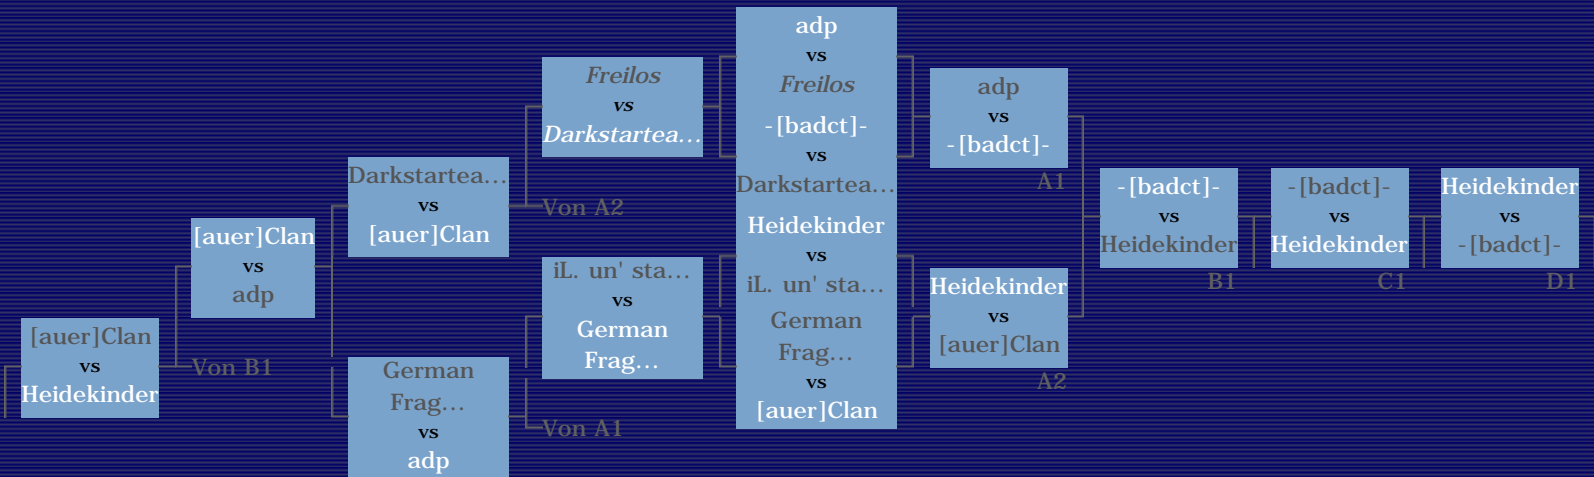 [auer]Clan
vs
Heidekinder
[auer]Clan
vs
adp
Von B1
Darkstartea...
vs
[auer]Clan
German
Frag...
vs
adp
Freilos
vs
Darkstartea...
Von A2
iL. un' sta...
vs
German
Frag...
Von A1
adp
vs
Freilos
-[badct]-
vs
Darkstartea...
Heidekinder
vs
iL. un' sta...
German
Frag...
vs
[auer]Clan
adp
vs
-[badct]-
A1
Heidekinder
vs
[auer]Clan
A2
-[badct]-
vs
Heidekinder
B1
-[badct]-
vs
Heidekinder
C1
Heidekinder
vs
-[badct]-
D1